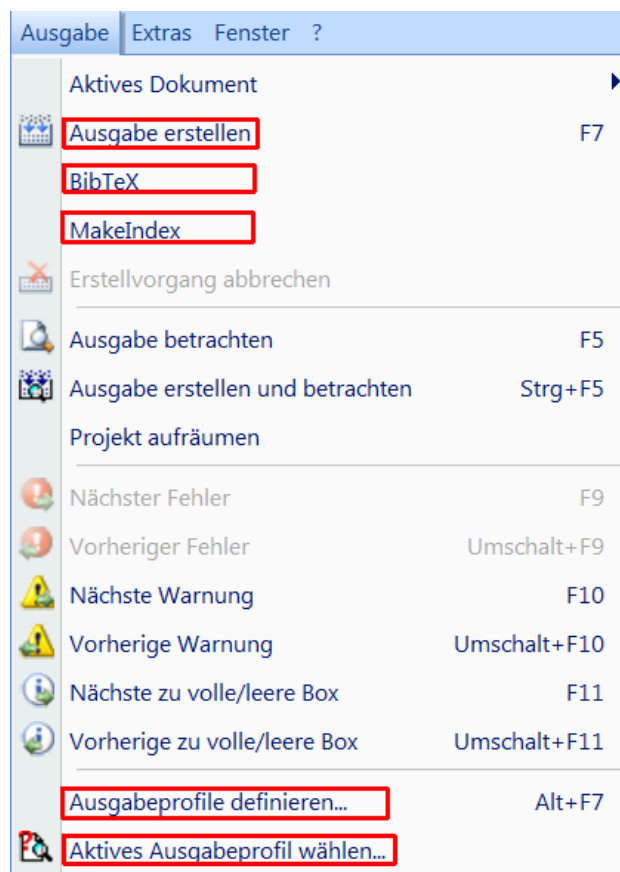 Ausgabe Extras Fenster ?
Aktives Dokument
Ausgabe erstellen F7
BibTeX
MakeIndex
Erstellvorgang abbrechen
Ausgabe betrachten F5
Ausgabe erstellen und betrachten Strg+F5
Projekt aufräumen
Nächster Fehler F9
Vorheriger Fehler Umschalt+F9
Nächste Warnung F10
Vorherige Warnung Umschalt+F10
Nächste zu volle/leere Box F11
Vorherige zu volle/leere Box Umschalt+F11
Ausgabeprofile definieren... Alt+F7
Aktives Ausgabeprofil wählen...